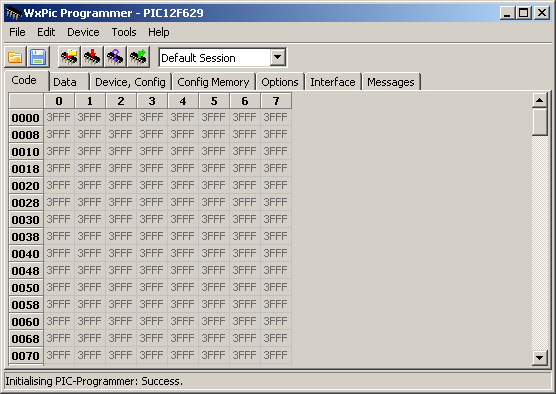 WxPic Programmer - PIC12F629
File Edit Device Tools Help
Default Session
Code Data Device, Config Config Memory Options Interface Messages
0 1 2 3 4 5 6 7
0000 3FFF 3FFF 3FFF 3FFF 3FFF 3FFF 3FFF 3FFF
0008 3FFF 3FFF 3FFF 3FFF 3FFF 3FFF 3FFF 3FFF
0010 3FFF 3FFF 3FFF 3FFF 3FFF 3FFF 3FFF 3FFF
0018 3FFF 3FFF 3FFF 3FFF 3FFF 3FFF 3FFF 3FFF
0020 3FFF 3FFF 3FFF 3FFF 3FFF 3FFF 3FFF 3FFF
0028 3FFF 3FFF 3FFF 3FFF 3FFF 3FFF 3FFF 3FFF
0030 3FFF 3FFF 3FFF 3FFF 3FFF 3FFF 3FFF 3FFF
0038 3FFF 3FFF 3FFF 3FFF 3FFF 3FFF 3FFF 3FFF
0040 3FFF 3FFF 3FFF 3FFF 3FFF 3FFF 3FFF 3FFF
0048 3FFF 3FFF 3FFF 3FFF 3FFF 3FFF 3FFF 3FFF
0050 3FFF 3FFF 3FFF 3FFF 3FFF 3FFF 3FFF 3FFF
0058 3FFF 3FFF 3FFF 3FFF 3FFF 3FFF 3FFF 3FFF
0060 3FFF 3FFF 3FFF 3FFF 3FFF 3FFF 3FFF 3FFF
0068 3FFF 3FFF 3FFF 3FFF 3FFF 3FFF 3FFF 3FFF
0070 3FFF 3FFF 3FFF 3FFF 3FFF 3FFF 3FFF 3FFF
Initialising PIC-Programmer: Success.